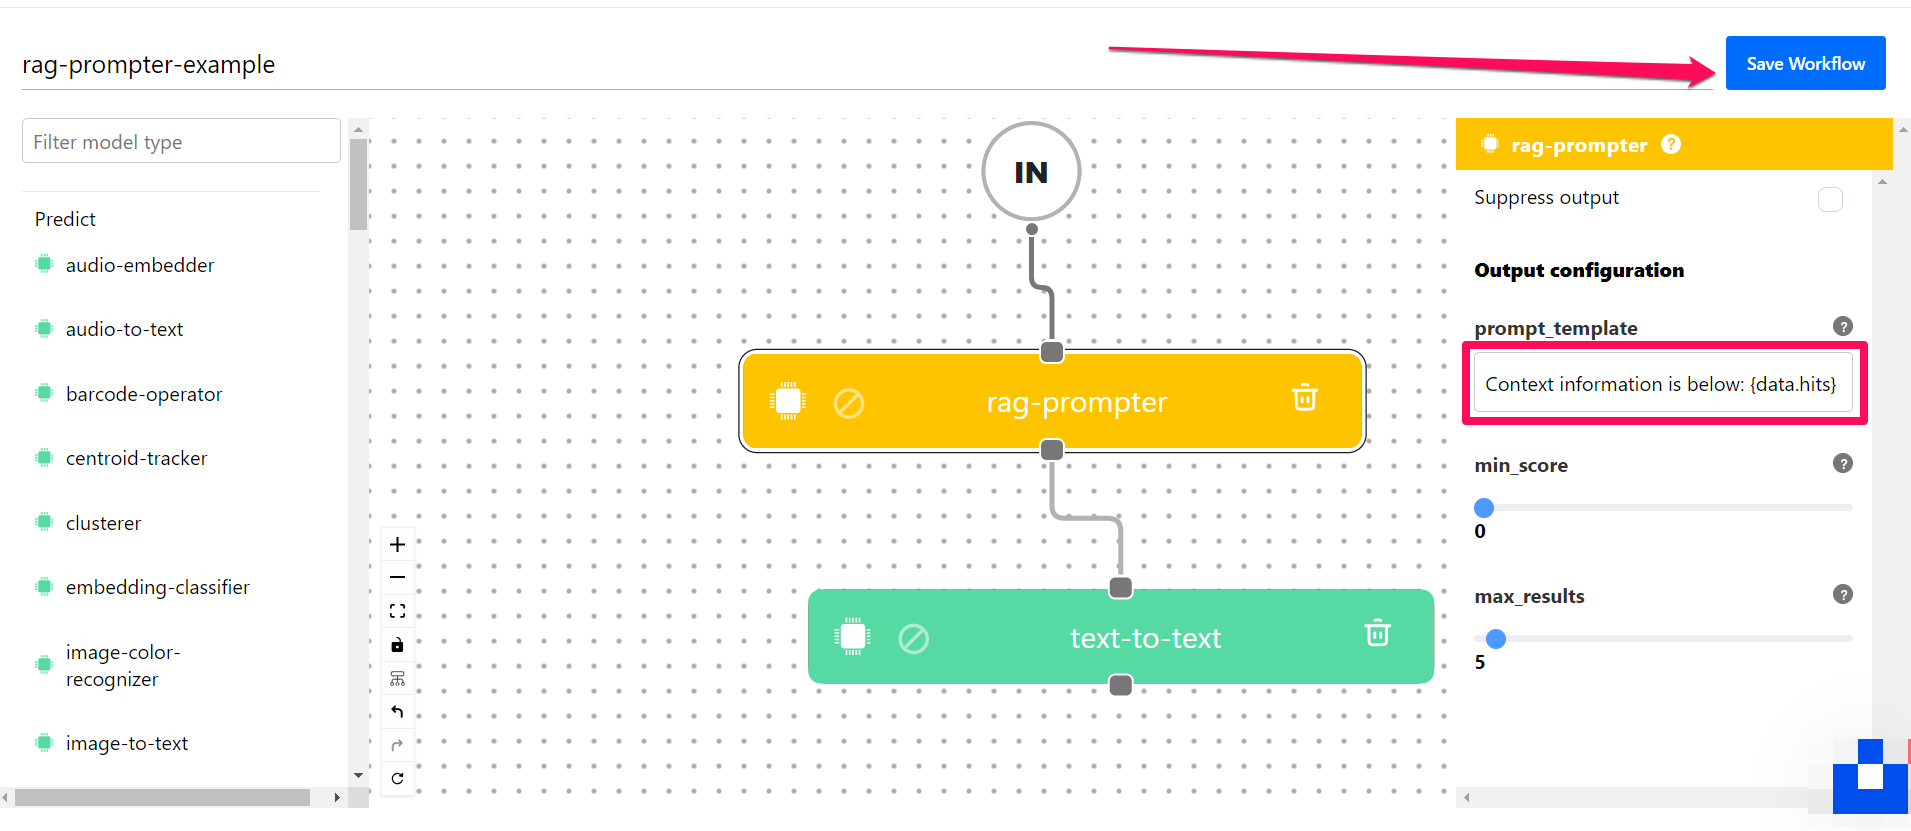 rag-prompter-example
Save Workflow
Filter model type
Predict
audio-embedder
audio-to-text
barcode-operator
centroid-tracker
clusterer
embedding-classifier
image-color-
recognizer
image-to-text
IN
rag-prompter
text-to-text
rag-prompter ?
Suppress output
Output configuration
prompt_template ?
Context information is below: {data.hits}
min_score ?
0
max_results ?
5